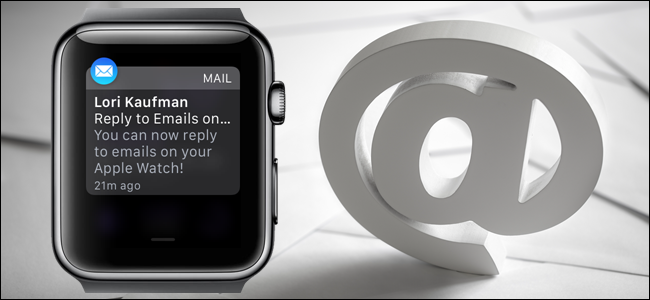 MAIL
Lori Kaufman
Reply to Emails on...
You can now reply
to emails on your
Apple Watch!
21m ago
@